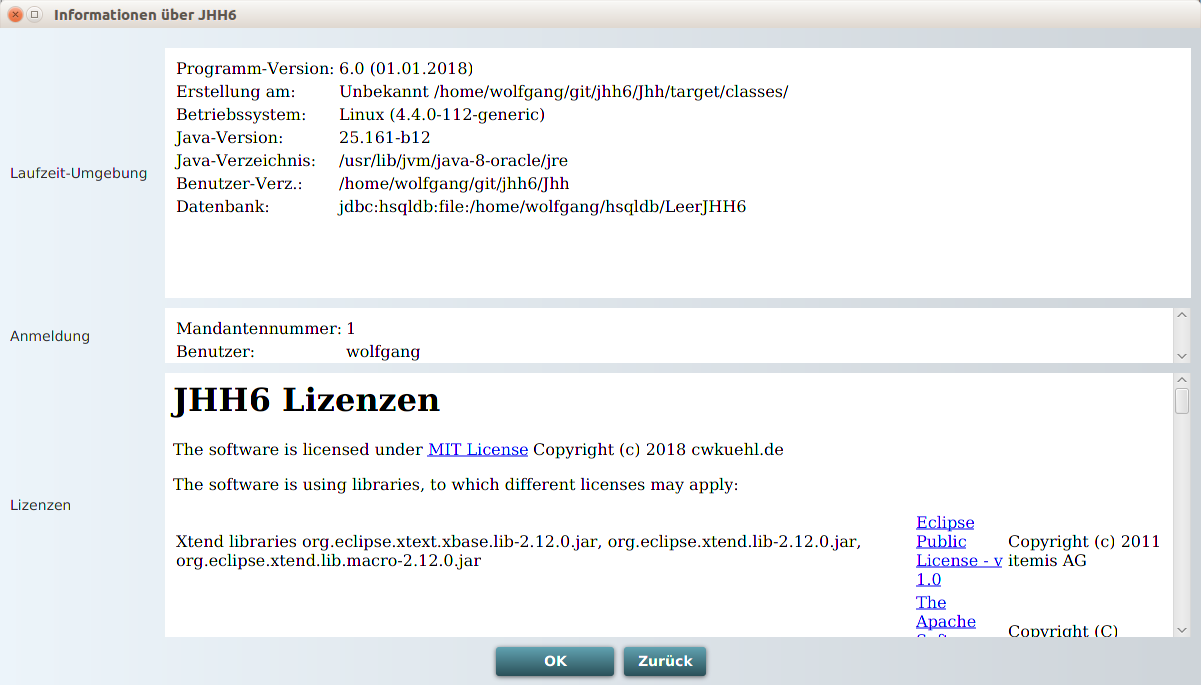 Informationen über JHH6
Laufzeit-Umgebung
Programm-Version: 6.0 (01.01.2018)
Erstellung am: Unbekannt /home/wolfgang/git/jhh6/Jhh/target/classes/
Betriebssystem: Linux (4.4.0-112-generic)
Java-Version: 25.161-b12
Java-Verzeichnis: /usr/lib/jvm/java-8-oracle/jre
Benutzer-Verz.: /home/wolfgang/git/jhh6/Jhh
Datenbank: jdbc:hsqldb:file:/home/wolfgang/hsqldb/LeerJHH6
Anmeldung
Mandantennummer: 1
Benutzer: wolfgang
Lizenzen
JHH6 Lizenzen
The software is licensed under MIT License Copyright (c) 2018 cwkuehl.de
The software is using libraries, to which different licenses may apply:
Xtend libraries org.eclipse.xtext.xbase.lib-2.12.0.jar, org.eclipse.xtend.lib-2.12.0.jar,
org.eclipse.xtend.lib.macro-2.12.0.jar
Eclipse
Public
License - v
1.0
Copyright (c) 2011
itemis AG
The
Apache
Copyright (C)
OK
Zurück